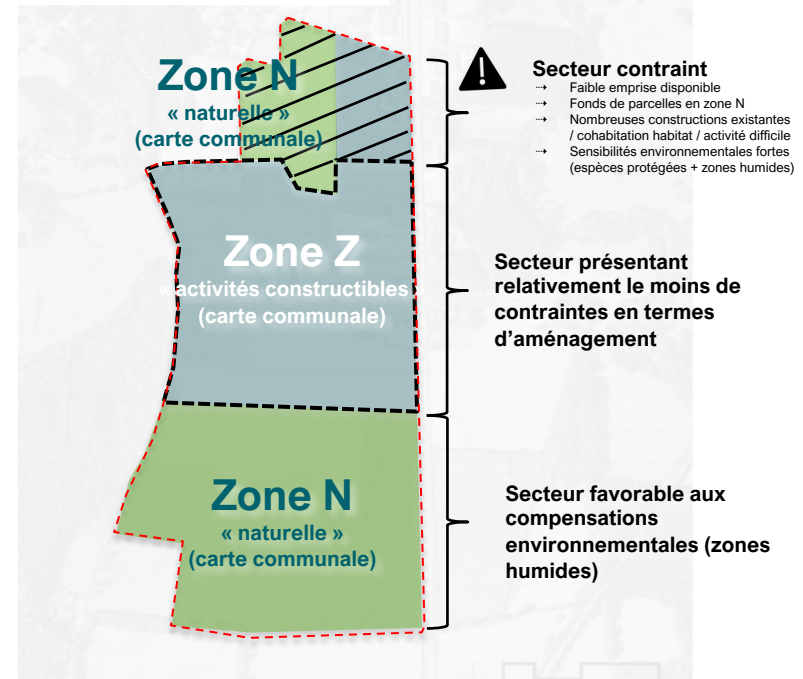 Zone N
« naturelle »
(carte communale)
Secteur contraint
⇢ Faible emprise disponible
⇢ Fonds de parcelles en zone N
⇢ Nombreuses constructions existantes
/ cohabitation habitat / activité difficile
⇢ Sensibilités environnementales fortes
(espèces protégées + zones humides)
Zone Z
« activités constructibles »
(carte communale)
Secteur présentant
relativement le moins de
contraintes en termes
d’aménagement
Zone N
« naturelle »
(carte communale)
Secteur favorable aux
compensations
environnementales (zones
humides)